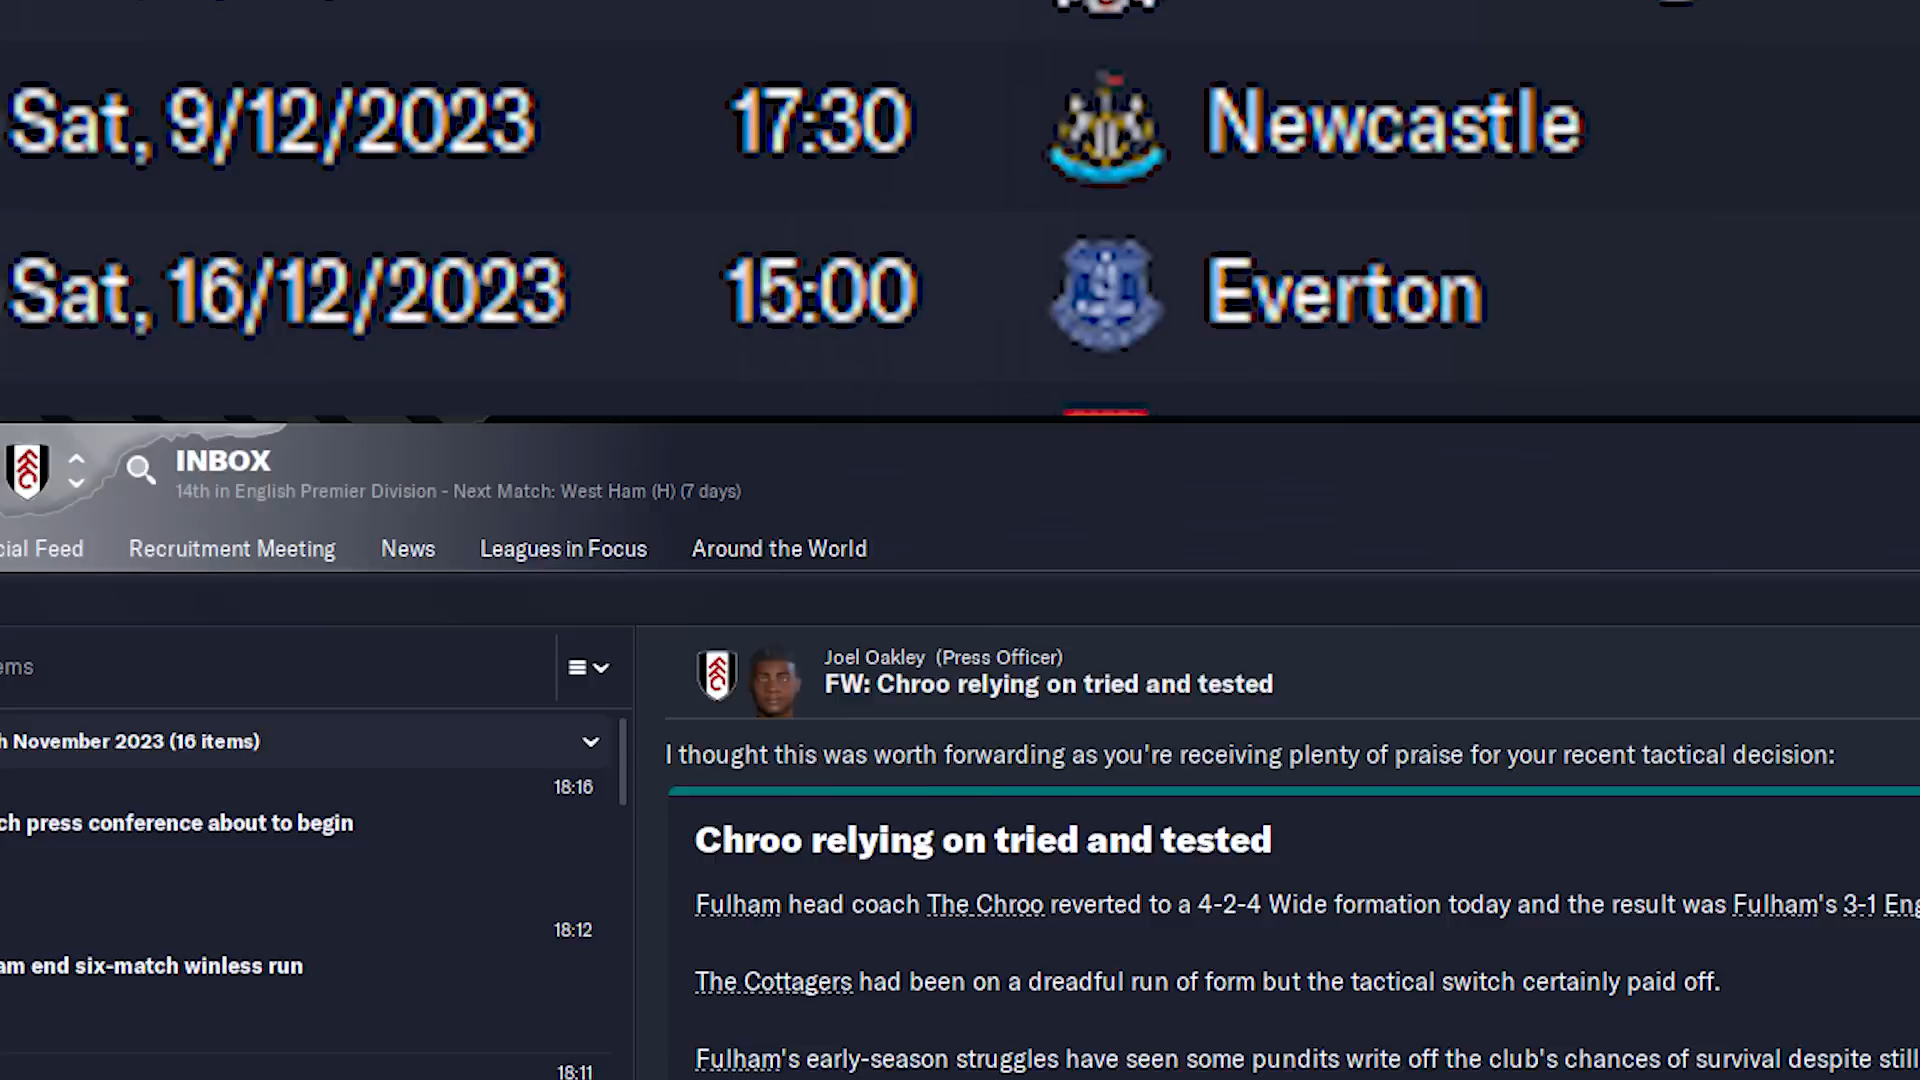 Sat, 9/12/2023 17:30 Newcastle
Sat, 16/12/2023 15:00 Everton
INBOX
14th in English Premier Division - Next Match: West Ham (H) (7 days)
cial Feed Recruitment Meeting News Leagues in Focus Around the World
ems
Joel Oakley (Press Officer)
FW: Chroo relying on tried and tested
h November 2023 (16 items)
I thought this was worth forwarding as you're receiving plenty of praise for your recent tactical decision:
18:16
ch press conference about to begin
Chroo relying on tried and tested
Fulham head coach The Chroo reverted to a 4-2-4 Wide formation today and the result was Fulham's 3-1 Eng
18:12
am end six-match winless run
The Cottagers had been on a dreadful run of form but the tactical switch certainly paid off.
Fulham's early-season struggles have seen some pundits write off the club's chances of survival despite still
18:11